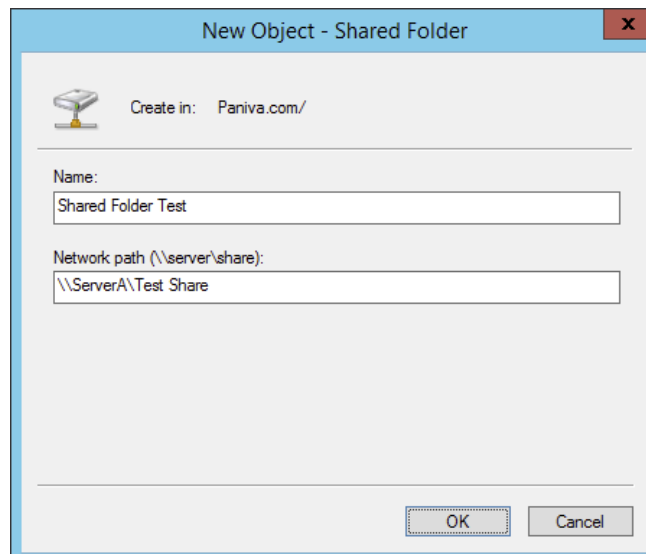 New Object - Shared Folder
x
Create in: Paniva.com/
Name:
Shared Folder Test
Network path (\\server\share):
\\ServerA\Test Share
OK
Cancel